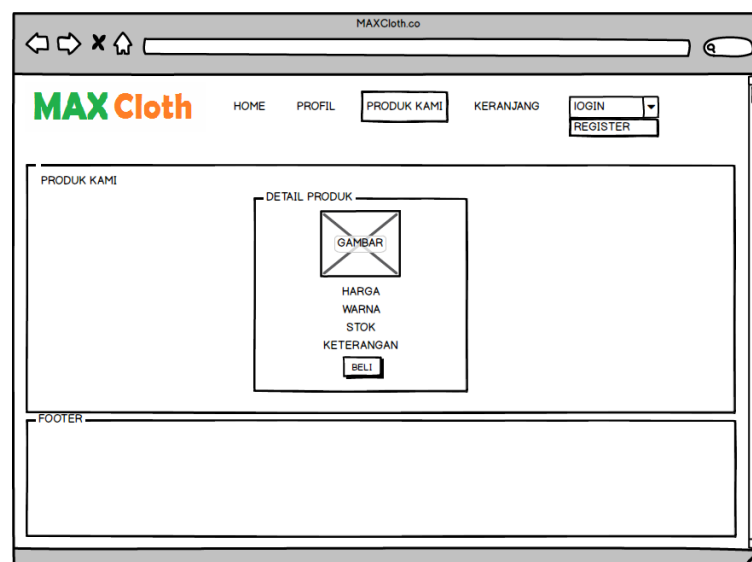 MAXCloth.co
MAX Cloth
HOME PROFIL PRODUK KAMI KERANJANG lOGIN
REGISTER
PRODUK KAMI
DETAIL PRODUK
GAMBAR
HARGA
WARNA
STOK
KETERANGAN
BELI
FOOTER